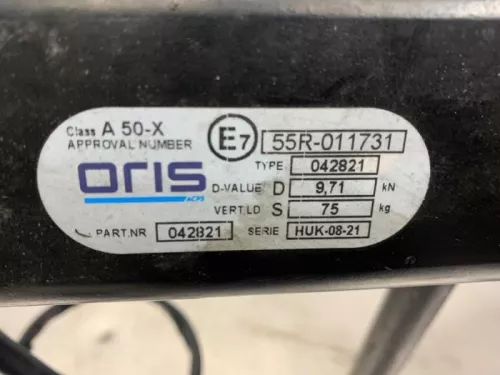 Class A 50-X
APPROVAL NUMBER E7 55R-011731
TYPE 042821
ORIS
ACPS
D-VALUE D 9,71 kN
VERT.LD S 75 kg
PART.NR 042821 SERIE HUK-08-21